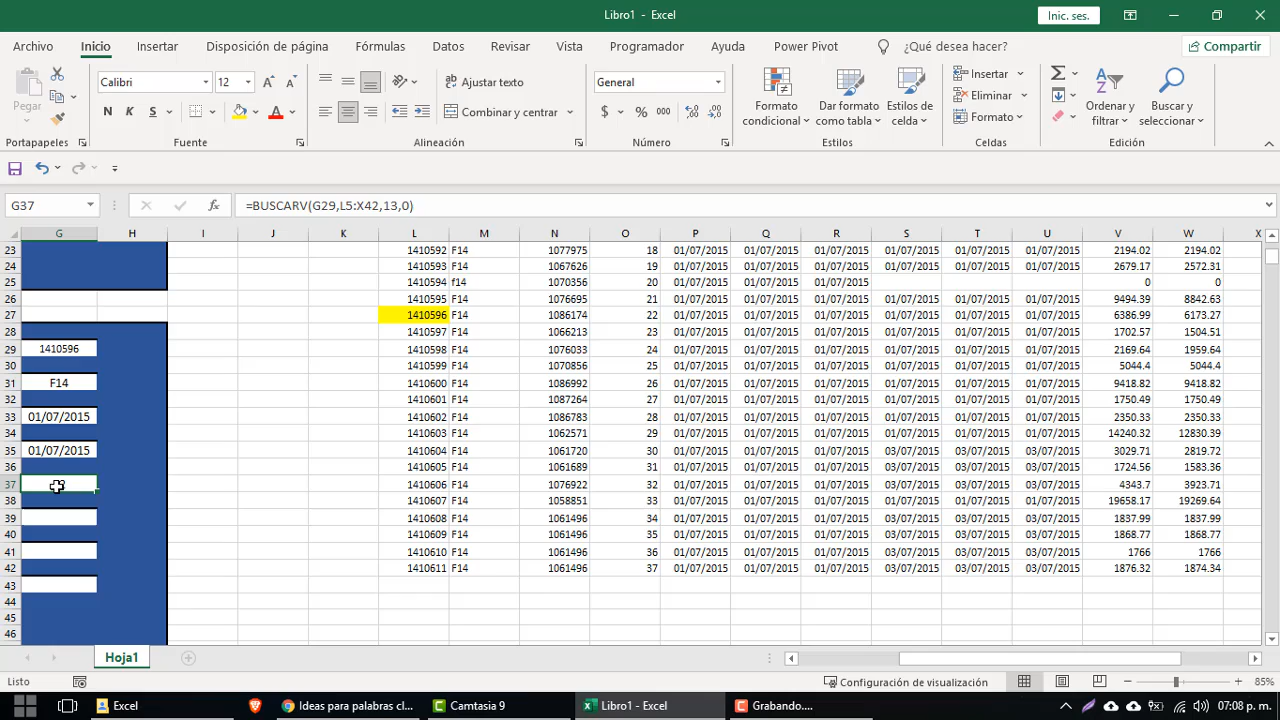 Libro1 - Excel
Inic. ses.
Archivo Inicio Insertar Disposición de página Fórmulas Datos Revisar Vista Programador Ayuda Power Pivot ¿Qué desea hacer? Compartir
Pegar
Calibri 12
N K S
Ajustar texto
Combinar y centrar
General
$ % 000
Formato condicional
Dar formato como tabla
Estilos de celda
Insertar
Eliminar
Formato
Ordenar y filtrar
Buscar y seleccionar
Portapapeles Fuente Alineación Número Estilos Celdas Edición
G37 fx =BUSCARV(G29,L5:X42,13,0)
G H I J K L M N O P Q R S T U V W X
23 1410592 F14 1077975 18 01/07/2015 01/07/2015 01/07/2015 01/07/2015 01/07/2015 01/07/2015 2194.02 2194.02
24 1410593 F14 1067626 19 01/07/2015 01/07/2015 01/07/2015 01/07/2015 01/07/2015 01/07/2015 2679.17 2572.31
25 1410594 f14 1070356 20 01/07/2015 01/07/2015 01/07/2015 0 0
26 1410595 F14 1076695 21 01/07/2015 01/07/2015 01/07/2015 01/07/2015 01/07/2015 01/07/2015 9494.39 8842.63
27 1410596 F14 1086174 22 01/07/2015 01/07/2015 01/07/2015 01/07/2015 01/07/2015 01/07/2015 6386.99 6173.27
28 1410597 F14 1066213 23 01/07/2015 01/07/2015 01/07/2015 01/07/2015 01/07/2015 01/07/2015 1702.57 1504.51
29 1410596 1410598 F14 1076033 24 01/07/2015 01/07/2015 01/07/2015 01/07/2015 01/07/2015 01/07/2015 2169.64 1959.64
30 1410599 F14 1070856 25 01/07/2015 01/07/2015 01/07/2015 01/07/2015 01/07/2015 01/07/2015 5044.4 5044.4
31 F14 1410600 F14 1086992 26 01/07/2015 01/07/2015 01/07/2015 01/07/2015 01/07/2015 01/07/2015 9418.82 9418.82
32 1410601 F14 1087264 27 01/07/2015 01/07/2015 01/07/2015 01/07/2015 01/07/2015 01/07/2015 1750.49 1750.49
33 01/07/2015 1410602 F14 1086783 28 01/07/2015 01/07/2015 01/07/2015 01/07/2015 01/07/2015 01/07/2015 2350.33 2350.33
34 1410603 F14 1062571 29 01/07/2015 01/07/2015 01/07/2015 01/07/2015 01/07/2015 01/07/2015 14240.32 12830.39
35 01/07/2015 1410604 F14 1061720 30 01/07/2015 01/07/2015 01/07/2015 03/07/2015 03/07/2015 03/07/2015 3029.71 2819.72
36 1410605 F14 1061689 31 01/07/2015 01/07/2015 01/07/2015 03/07/2015 03/07/2015 03/07/2015 1724.56 1583.36
37 1410606 F14 1076922 32 01/07/2015 01/07/2015 01/07/2015 03/07/2015 03/07/2015 03/07/2015 4343.7 3923.71
38 1410607 F14 1058851 33 01/07/2015 01/07/2015 01/07/2015 03/07/2015 03/07/2015 03/07/2015 19658.17 19269.64
39 1410608 F14 1061496 34 01/07/2015 01/07/2015 01/07/2015 03/07/2015 03/07/2015 03/07/2015 1837.99 1837.99
40 1410609 F14 1061496 35 01/07/2015 01/07/2015 01/07/2015 03/07/2015 03/07/2015 03/07/2015 1868.77 1868.77
41 1410610 F14 1061496 36 01/07/2015 01/07/2015 01/07/2015 03/07/2015 03/07/2015 03/07/2015 1766 1766
42 1410611 F14 1061496 37 01/07/2015 01/07/2015 01/07/2015 03/07/2015 03/07/2015 03/07/2015 1876.32 1874.34
43
44
45
46
Hoja1
Listo Configuración de visualización 85%
Excel Ideas para palabras cl... Camtasia 9 Libro1 - Excel Grabando.... 07:08 p. m.